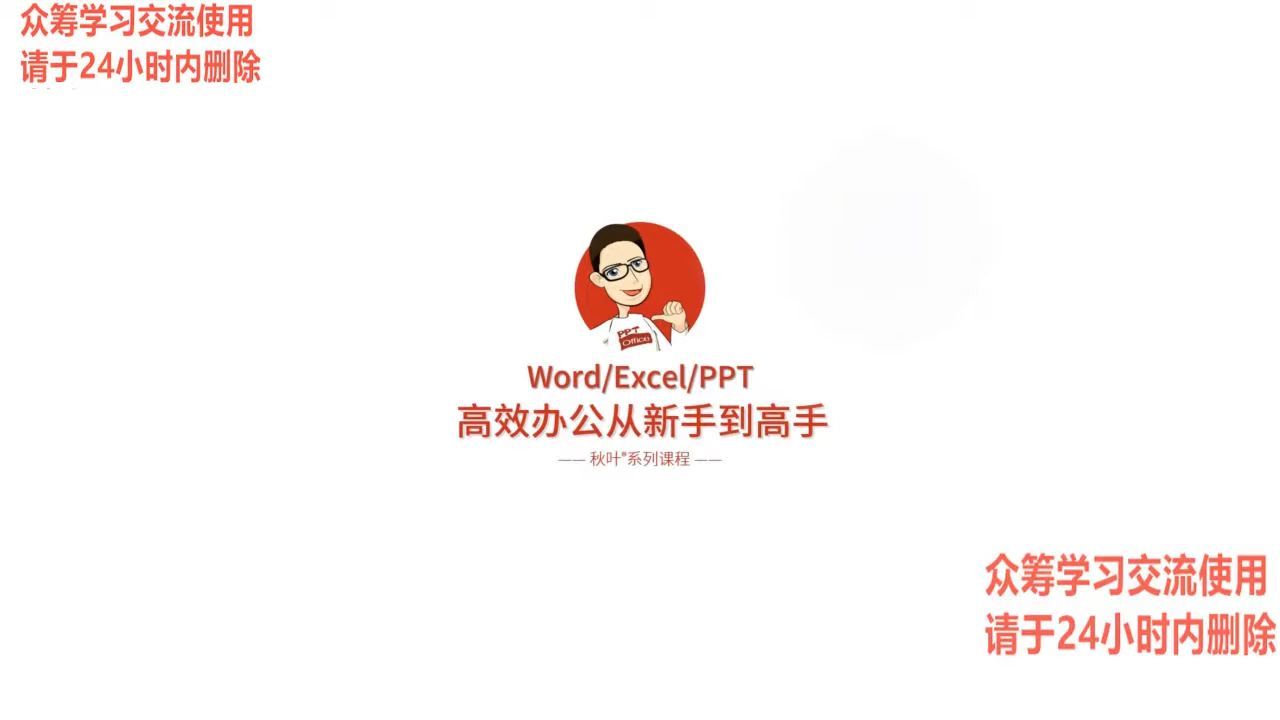 众筹学习交流使用
请于24小时内删除
PPT
Office
Word/Excel/PPT
高效办公从新手到高手
—— 秋叶®系列课程 ——
众筹学习交流使用
请于24小时内删除